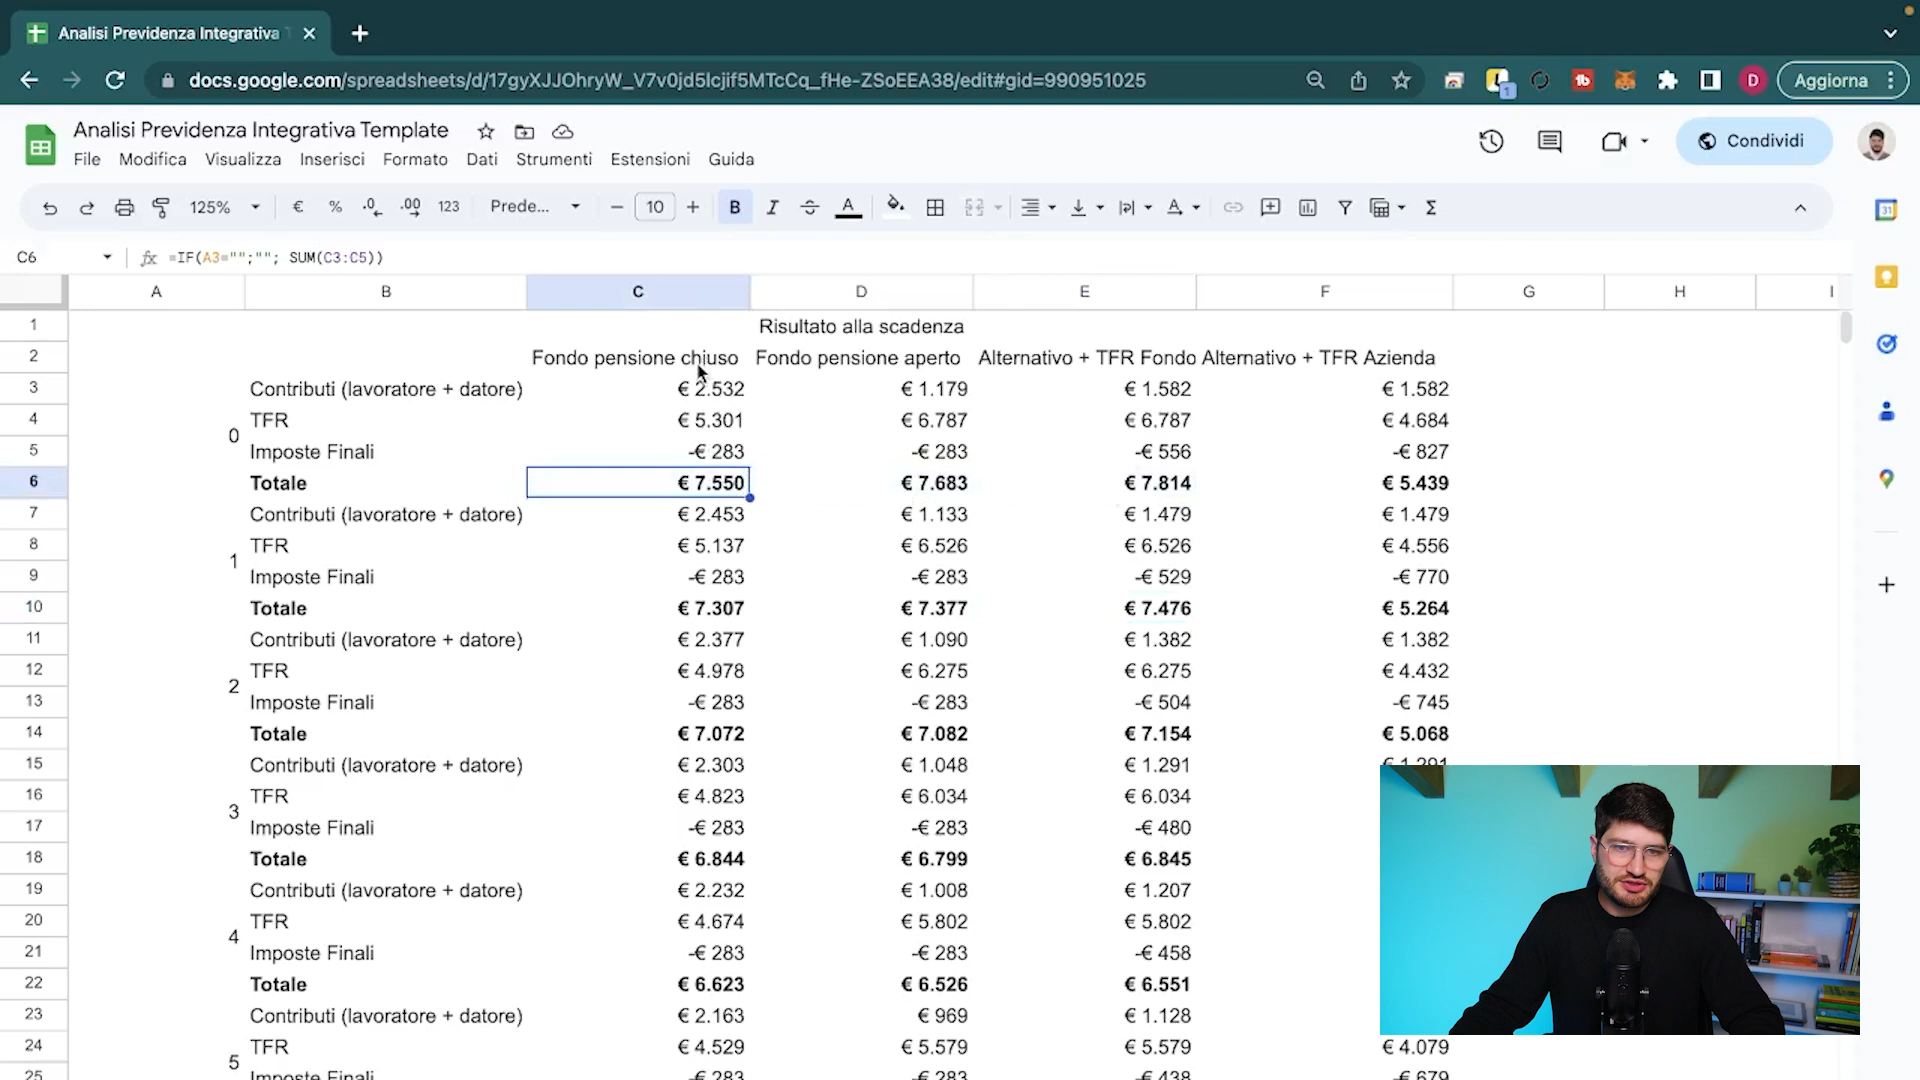 Analisi Previdenza Integrativa T
docs.google.com/spreadsheets/d/17gyXJJOhryW_V7v0jd5lcjif5MTcCq_fHe-ZSoEEA38/edit#gid=990951025
1
D
Aggiorna
Analisi Previdenza Integrativa Template
File Modifica Visualizza Inserisci Formato Dati Strumenti Estensioni Guida
Condividi
125% € % .0 .00 123 Prede... 10 B I A Σ
31
C6 fx =IF(A3="";""; SUM(C3:C5))
A B C D E F G H I
1 Risultato alla scadenza
2 Fondo pensione chiuso Fondo pensione aperto Alternativo + TFR Fondo Alternativo + TFR Azienda
3 Contributi (lavoratore + datore) € 2.532 € 1.179 € 1.582 € 1.582
4 TFR € 5.301 € 6.787 € 6.787 € 4.684
0
5 Imposte Finali -€ 283 -€ 283 -€ 556 -€ 827
6 Totale € 7.550 € 7.683 € 7.814 € 5.439
7 Contributi (lavoratore + datore) € 2.453 € 1.133 € 1.479 € 1.479
8 TFR € 5.137 € 6.526 € 6.526 € 4.556
1
9 Imposte Finali -€ 283 -€ 283 -€ 529 -€ 770
10 Totale € 7.307 € 7.377 € 7.476 € 5.264
11 Contributi (lavoratore + datore) € 2.377 € 1.090 € 1.382 € 1.382
12 TFR € 4.978 € 6.275 € 6.275 € 4.432
2
13 Imposte Finali -€ 283 -€ 283 -€ 504 -€ 745
14 Totale € 7.072 € 7.082 € 7.154 € 5.068
15 Contributi (lavoratore + datore) € 2.303 € 1.048 € 1.291 € 1.291
16 TFR € 4.823 € 6.034 € 6.034
3
17 Imposte Finali -€ 283 -€ 283 -€ 480
18 Totale € 6.844 € 6.799 € 6.845
19 Contributi (lavoratore + datore) € 2.232 € 1.008 € 1.207
20 TFR € 4.674 € 5.802 € 5.802
4
21 Imposte Finali -€ 283 -€ 283 -€ 458
22 Totale € 6.623 € 6.526 € 6.551
23 Contributi (lavoratore + datore) € 2.163 € 969 € 1.128
24 TFR € 4.529 € 5.579 € 5.579 € 4.079
5
25 Imposte Finali -€ 283 -€ 283 -€ 438 -€ 679